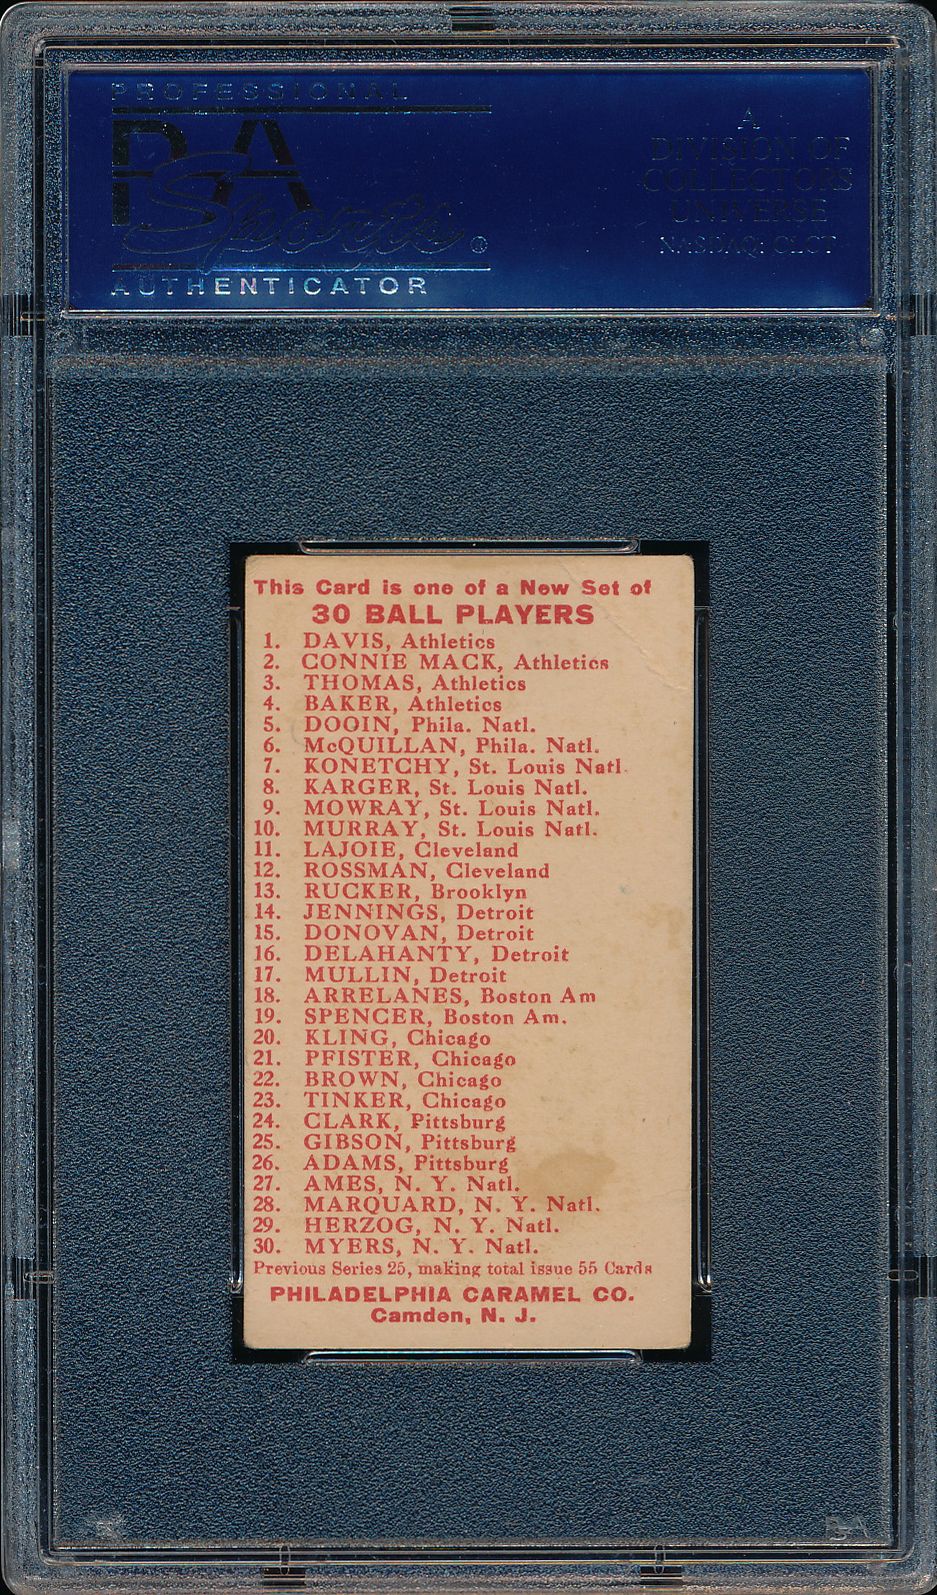 PROFESSIONAL
PSA
Sports®
AUTHENTICATOR
A
DIVISION OF
COLLECTORS
UNIVERSE
NASDAQ: CLCT
This Card is one of a New Set of
30 BALL PLAYERS
1. DAVIS, Athletics
2. CONNIE MACK, Athletics
3. THOMAS, Athletics
4. BAKER, Athletics
5. DOOIN, Phila. Natl.
6. McQUILLAN, Phila. Natl.
7. KONETCHY, St. Louis Natl.
8. KARGER, St. Louis Natl.
9. MOWRAY, St. Louis Natl.
10. MURRAY, St. Louis Natl.
11. LAJOIE, Cleveland
12. ROSSMAN, Cleveland
13. RUCKER, Brooklyn
14. JENNINGS, Detroit
15. DONOVAN, Detroit
16. DELAHANTY, Detroit
17. MULLIN, Detroit
18. ARRELANES, Boston Am
19. SPENCER, Boston Am.
20. KLING, Chicago
21. PFISTER, Chicago
22. BROWN, Chicago
23. TINKER, Chicago
24. CLARK, Pittsburg
25. GIBSON, Pittsburg
26. ADAMS, Pittsburg
27. AMES, N. Y. Natl.
28. MARQUARD, N. Y. Natl.
29. HERZOG, N. Y. Natl.
30. MYERS, N. Y. Natl.
Previous Series 25, making total issue 55 Cards
PHILADELPHIA CARAMEL CO.
Camden, N. J.
PSA